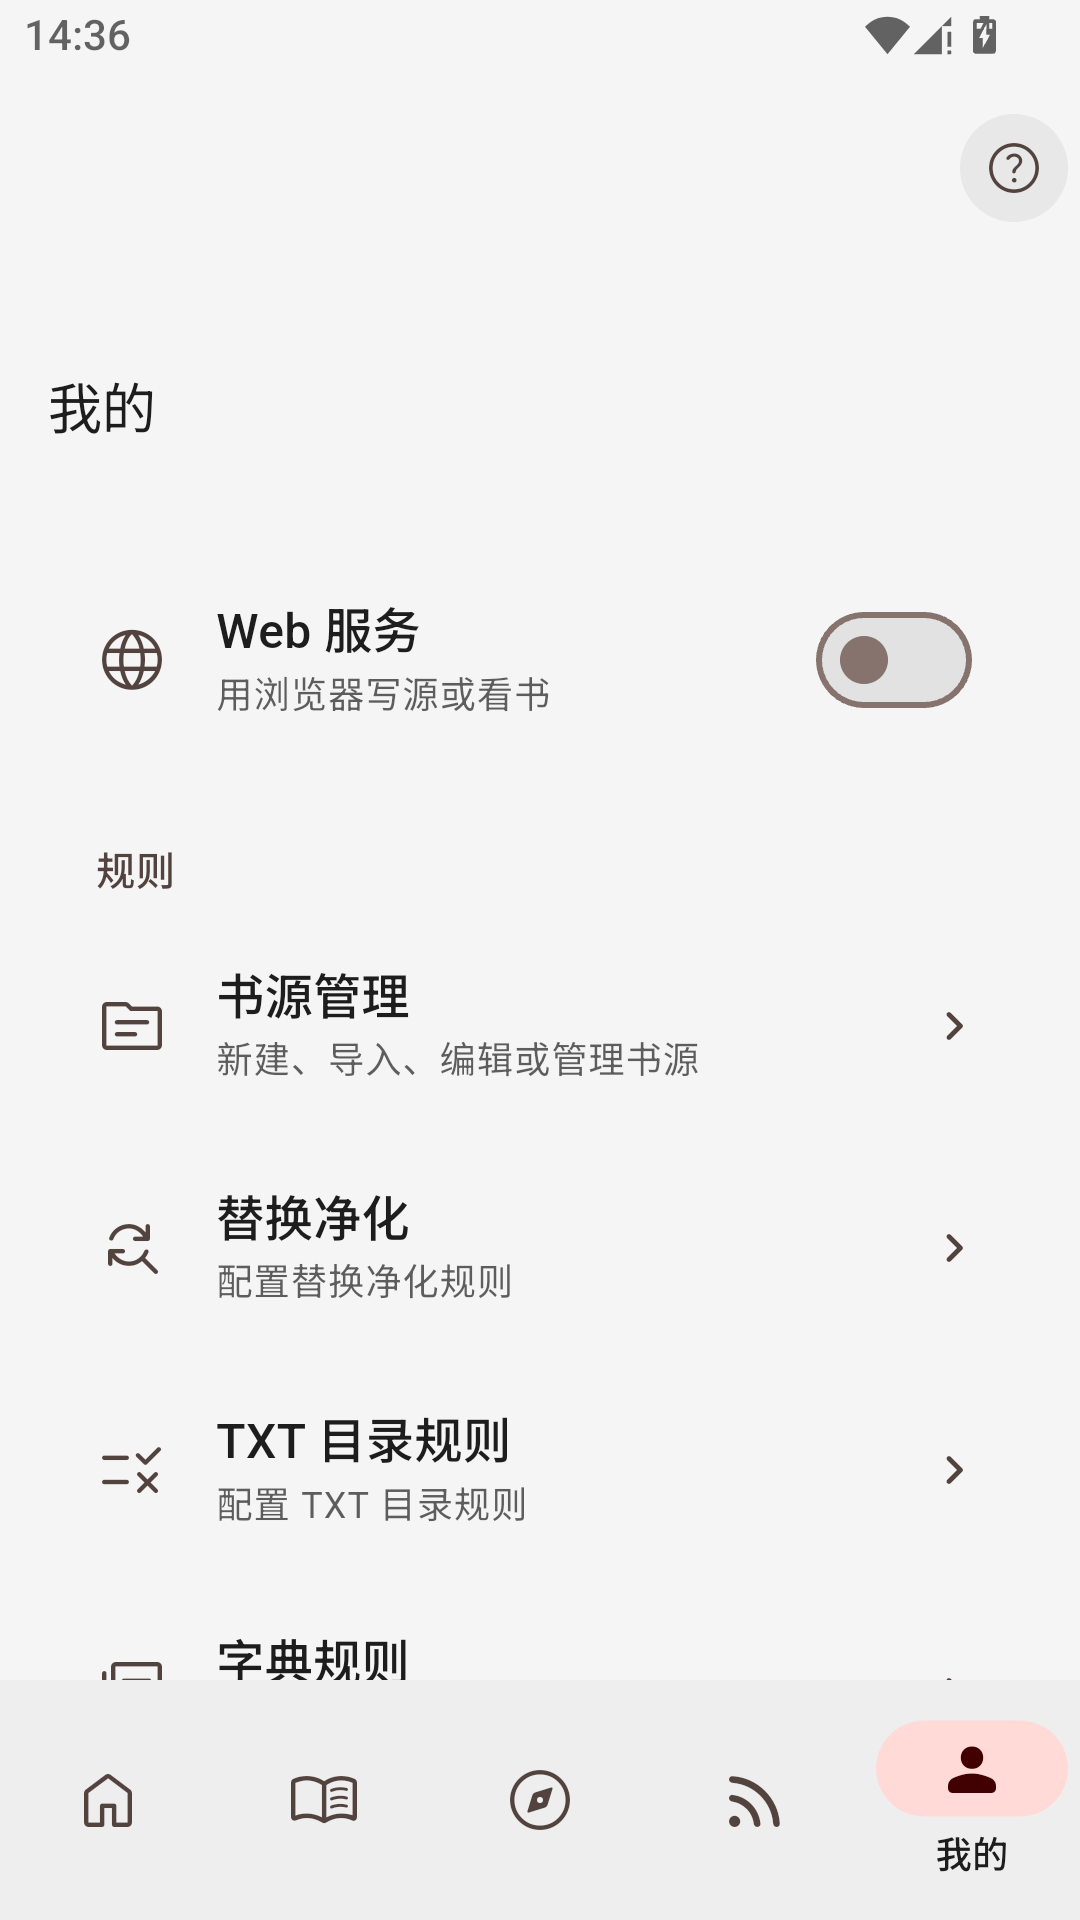 14:36
我的
Web 服务
用浏览器写源或看书
规则
书源管理
新建、导入、编辑或管理书源
替换净化
配置替换净化规则
TXT 目录规则
配置 TXT 目录规则
字典规则
我的